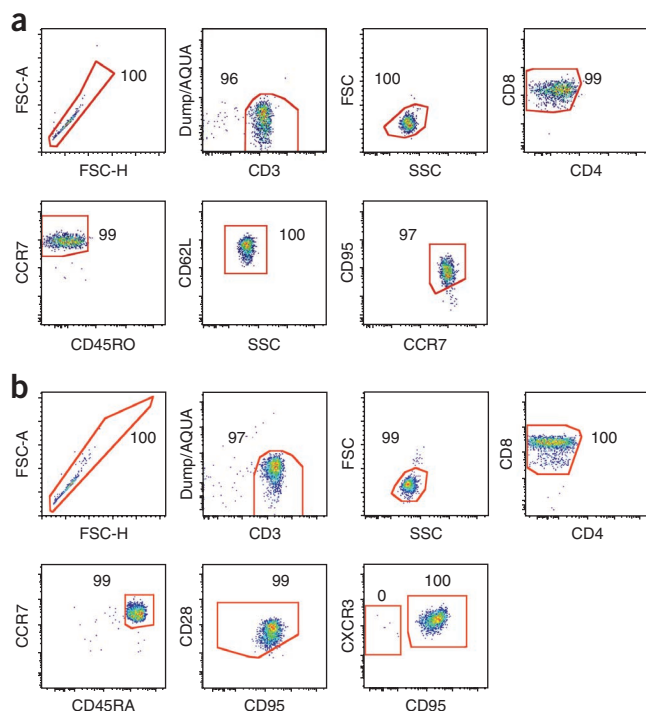 a
FSC-A
100
FSC-H
Dump/AQUA
96
CD3
FSC
100
SSC
CD8
99
CD4
CCR7
99
CD45RO
CD62L
100
SSC
CD95
97
CCR7
b
FSC-A
100
FSC-H
Dump/AQUA
97
CD3
FSC
99
SSC
CD8
100
CD4
CCR7
99
CD45RA
CD28
99
CD95
CXCR3
0
100
CD95